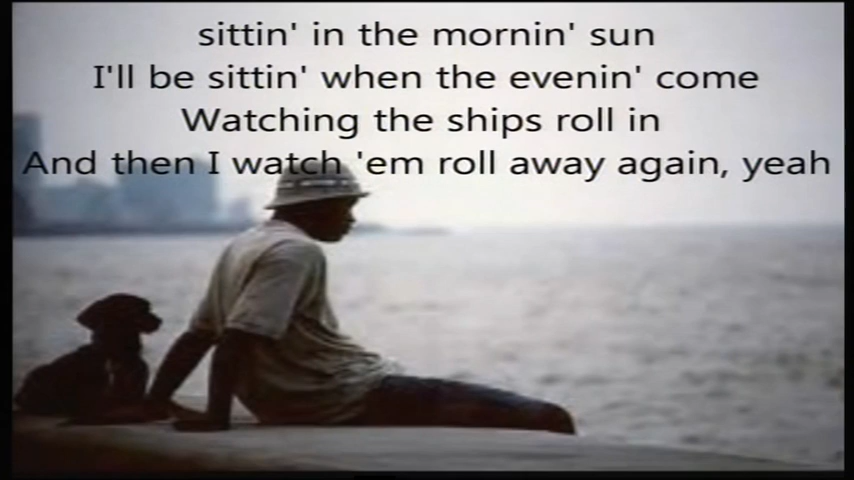 sittin' in the mornin' sun
I'll be sittin' when the evenin' come
Watching the ships roll in
And then I watch 'em roll away again, yeah